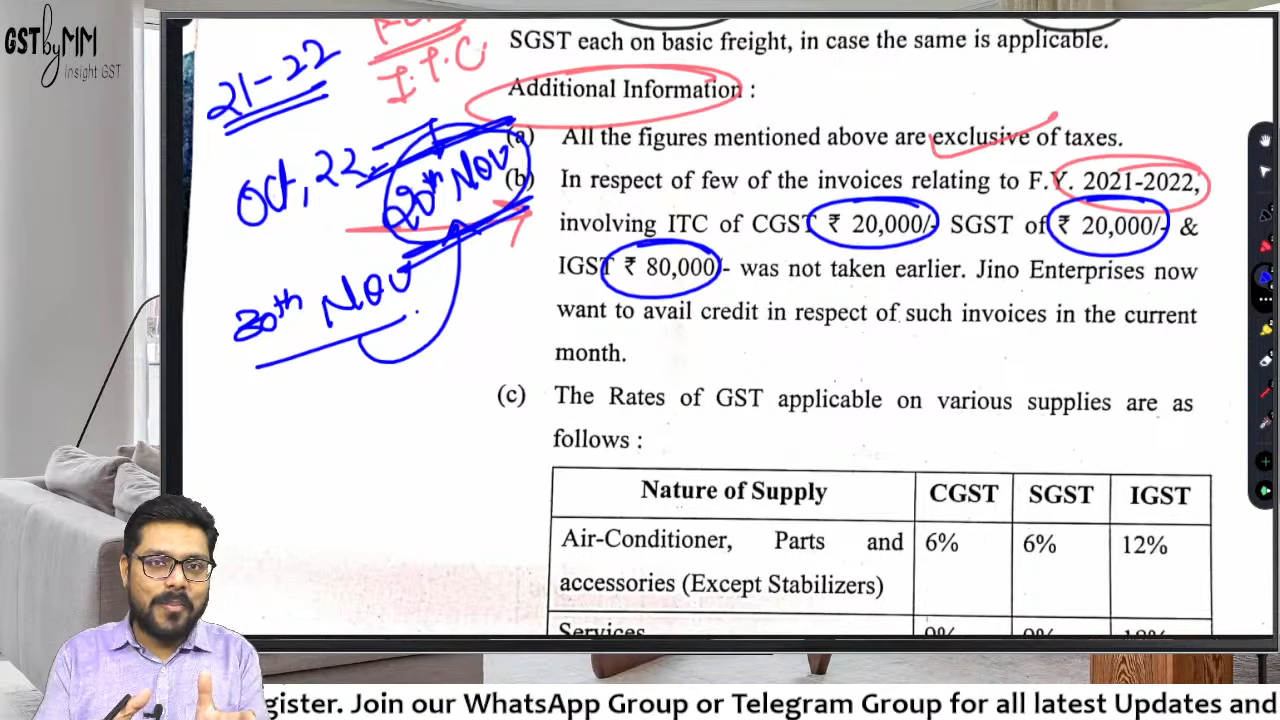 GST by MM
Insight GST
21-22
I.T.C.
Oct, 22
20th Nov
30th Nov
SGST each on basic freight, in case the same is applicable.
Additional Information :
(a) All the figures mentioned above are exclusive of taxes.
(b) In respect of few of the invoices relating to F.Y. 2021-2022,
involving ITC of CGST ₹ 20,000/- SGST of ₹ 20,000/- &
IGST ₹ 80,000/- was not taken earlier. Jino Enterprises now
want to avail credit in respect of such invoices in the current
month.
(c) The Rates of GST applicable on various supplies are as
follows :
Nature of Supply CGST SGST IGST
Air-Conditioner, Parts and 6% 6% 12%
accessories (Except Stabilizers)
Services
gister. Join our WhatsApp Group or Telegram Group for all latest Updates and